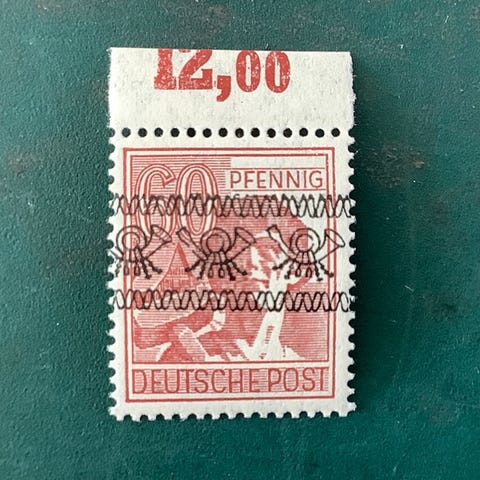 12,00
60 PFENNIG
DEUTSCHE POST